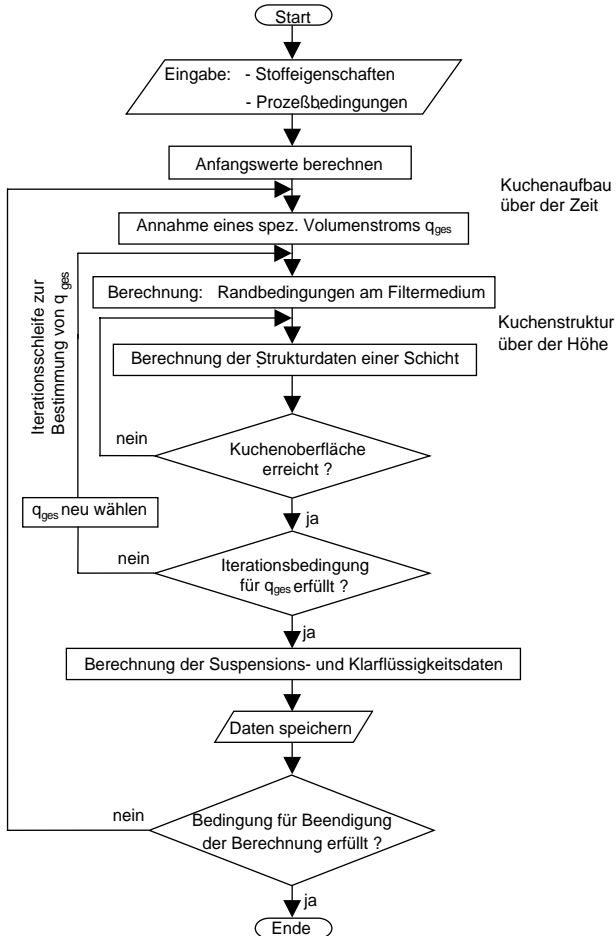 Start
Eingabe: - Stoffeigenschaften
- Prozeßbedingungen
Anfangswerte berechnen
Kuchenaufbau
über der Zeit
Annahme eines spez. Volumenstroms qges
Iterationsschleife zur
Bestimmung von q ges
Berechnung: Randbedingungen am Filtermedium
Kuchenstruktur
über der Höhe
Berechnung der Strukturdaten einer Schicht
nein
Kuchenoberfläche
erreicht ?
qges neu wählen
ja
nein
Iterationsbedingung
für qges erfüllt ?
ja
Berechnung der Suspensions- und Klarflüssigkeitsdaten
Daten speichern
nein
Bedingung für Beendigung
der Berechnung erfüllt ?
ja
Ende